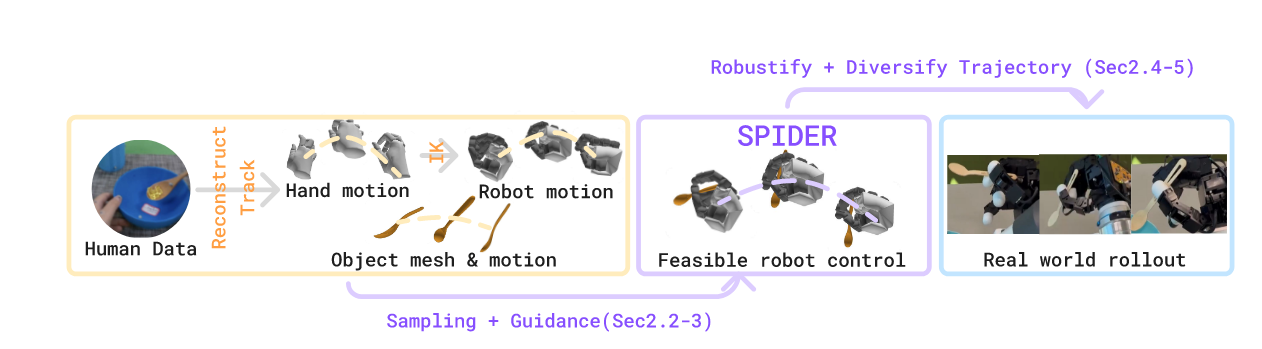 Robustify + Diversify Trajectory (Sec2.4-5)
SPIDER
Reconstruct
Track
IK
Hand motion
Robot motion
Human Data
Object mesh & motion
Feasible robot control
Real world rollout
Sampling + Guidance(Sec2.2-3)